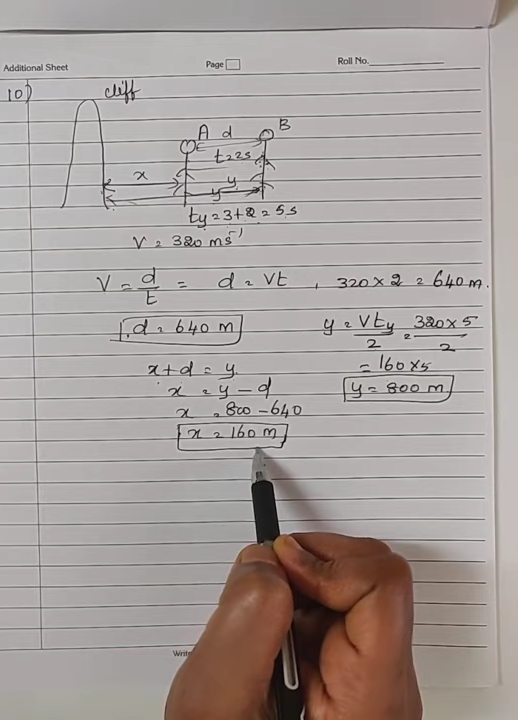 Additional Sheet Page Roll No.
10) cliff
A d B
t=2s
x y
y
ty = 3+2 = 5s
V = 320 ms⁻¹
V = d/t = d = Vt , 320 × 2 = 640 m.
d = 640 m y = Vty/2 = 320×5/2
x + d = y. = 160×5
x = y - d y = 800 m
x = 800 - 640
x = 160 m